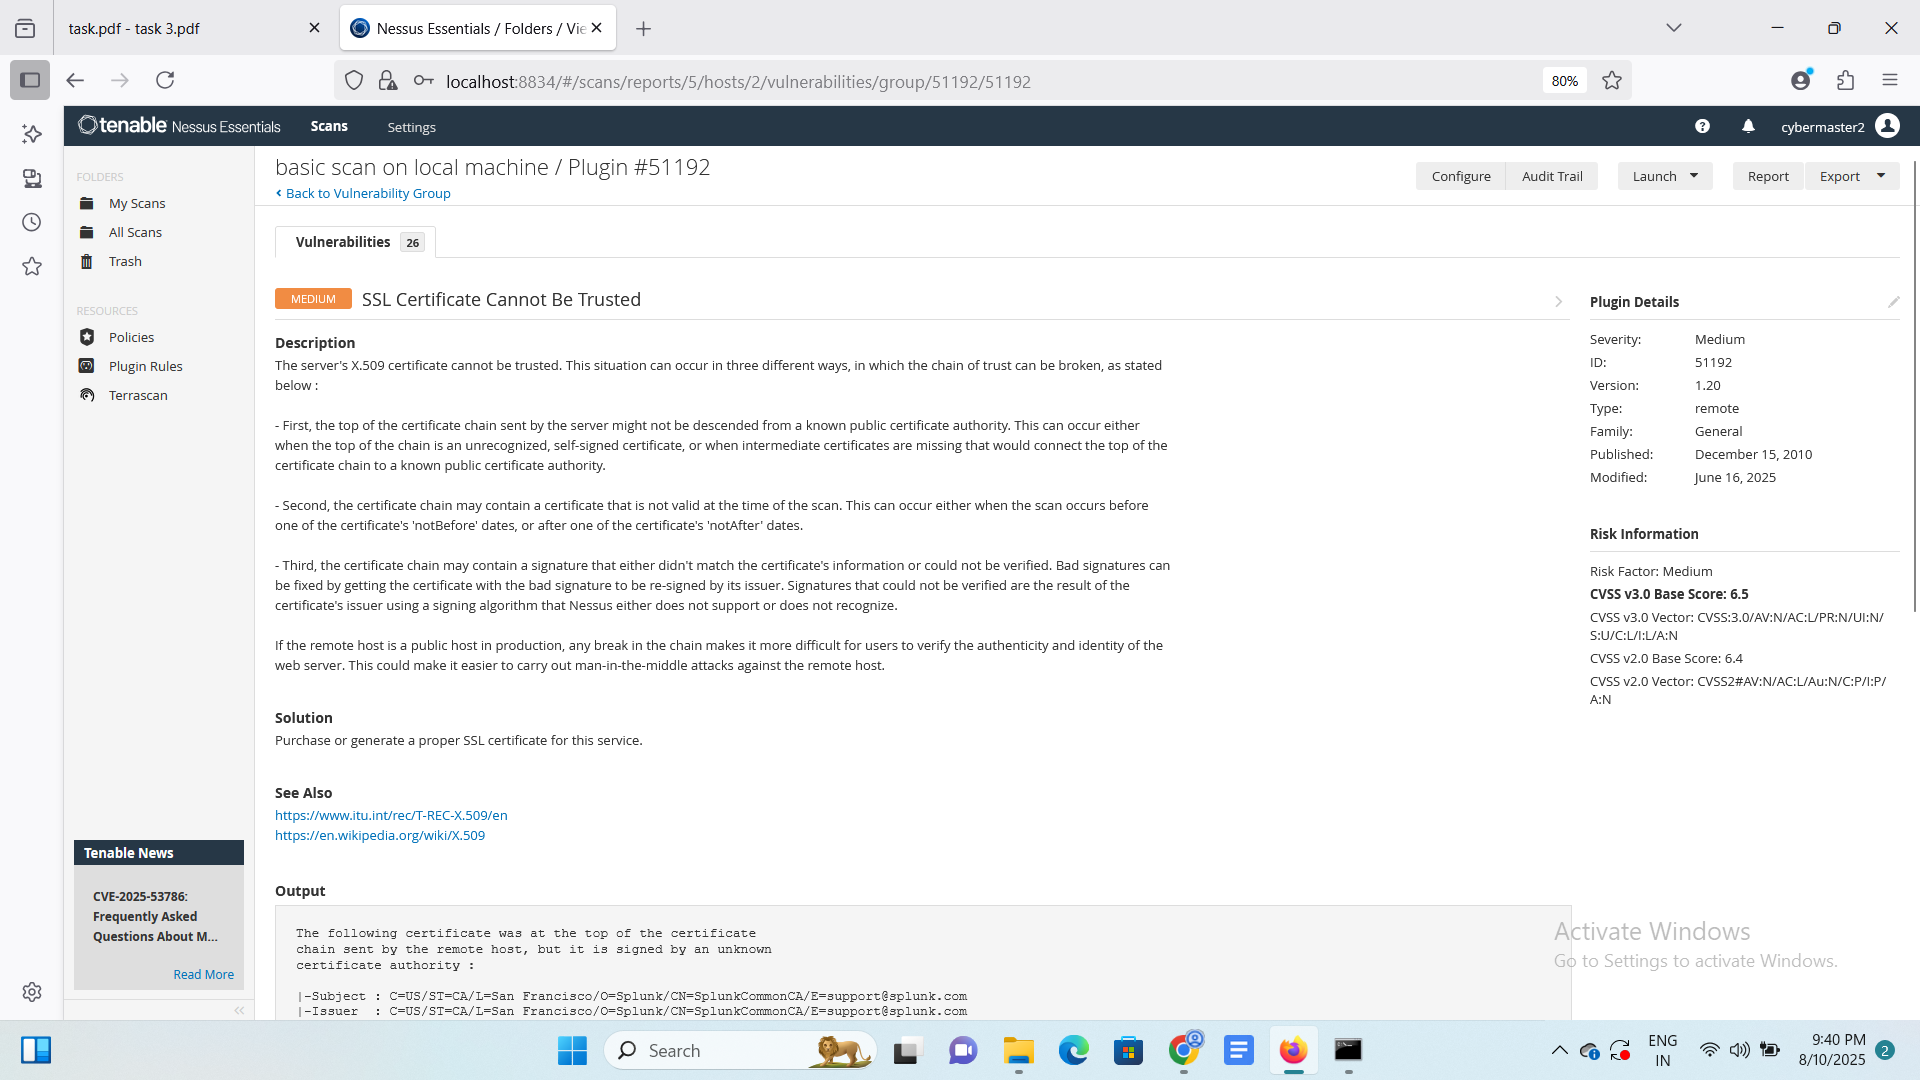 task.pdf - task 3.pdf
Nessus Essentials / Folders / Vie
localhost:8834/#/scans/reports/5/hosts/2/vulnerabilities/group/51192/51192
80%
tenable Nessus Essentials
Scans
Settings
cybermaster2
FOLDERS
My Scans
All Scans
Trash
RESOURCES
Policies
Plugin Rules
Terrascan
Tenable News
CVE-2025-53786:
Frequently Asked
Questions About M...
Read More
basic scan on local machine / Plugin #51192
Back to Vulnerability Group
Configure
Audit Trail
Launch
Report
Export
Vulnerabilities 26
MEDIUM SSL Certificate Cannot Be Trusted
Description
The server's X.509 certificate cannot be trusted. This situation can occur in three different ways, in which the chain of trust can be broken, as stated
below :
- First, the top of the certificate chain sent by the server might not be descended from a known public certificate authority. This can occur either
when the top of the chain is an unrecognized, self-signed certificate, or when intermediate certificates are missing that would connect the top of the
certificate chain to a known public certificate authority.
- Second, the certificate chain may contain a certificate that is not valid at the time of the scan. This can occur either when the scan occurs before
one of the certificate's 'notBefore' dates, or after one of the certificate's 'notAfter' dates.
- Third, the certificate chain may contain a signature that either didn't match the certificate's information or could not be verified. Bad signatures can
be fixed by getting the certificate with the bad signature to be re-signed by its issuer. Signatures that could not be verified are the result of the
certificate's issuer using a signing algorithm that Nessus either does not support or does not recognize.
If the remote host is a public host in production, any break in the chain makes it more difficult for users to verify the authenticity and identity of the
web server. This could make it easier to carry out man-in-the-middle attacks against the remote host.
Solution
Purchase or generate a proper SSL certificate for this service.
See Also
https://www.itu.int/rec/T-REC-X.509/en
https://en.wikipedia.org/wiki/X.509
Output
The following certificate was at the top of the certificate
chain sent by the remote host, but it is signed by an unknown
certificate authority :
|-Subject : C=US/ST=CA/L=San Francisco/O=Splunk/CN=SplunkCommonCA/E=support@splunk.com
|-Issuer  : C=US/ST=CA/L=San Francisco/O=Splunk/CN=SplunkCommonCA/E=support@splunk.com
Plugin Details
Severity: Medium
ID: 51192
Version: 1.20
Type: remote
Family: General
Published: December 15, 2010
Modified: June 16, 2025
Risk Information
Risk Factor: Medium
CVSS v3.0 Base Score: 6.5
CVSS v3.0 Vector: CVSS:3.0/AV:N/AC:L/PR:N/UI:N/
S:U/C:L/I:L/A:N
CVSS v2.0 Base Score: 6.4
CVSS v2.0 Vector: CVSS2#AV:N/AC:L/Au:N/C:P/I:P/
A:N
Activate Windows
Go to Settings to activate Windows.
Search
ENG
IN
9:40 PM
8/10/2025
2